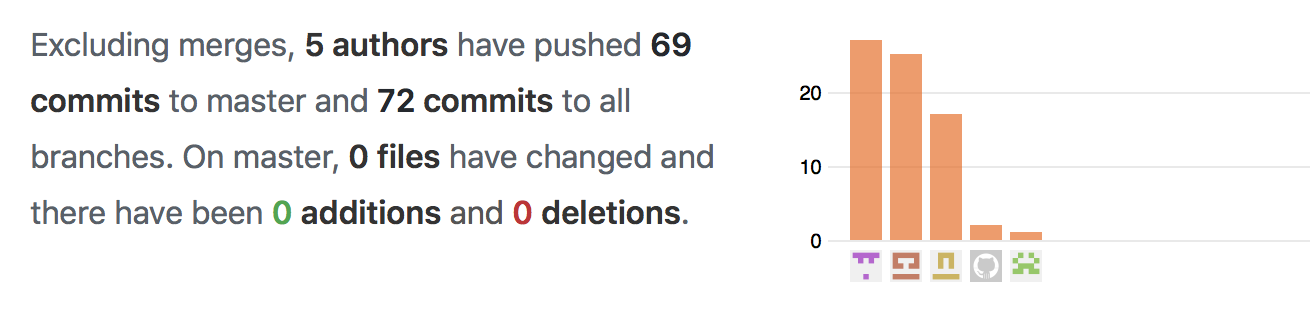 Excluding merges, 5 authors have pushed 69
commits to master and 72 commits to all
branches. On master, 0 files have changed and
there have been 0 additions and 0 deletions.
20
10
0